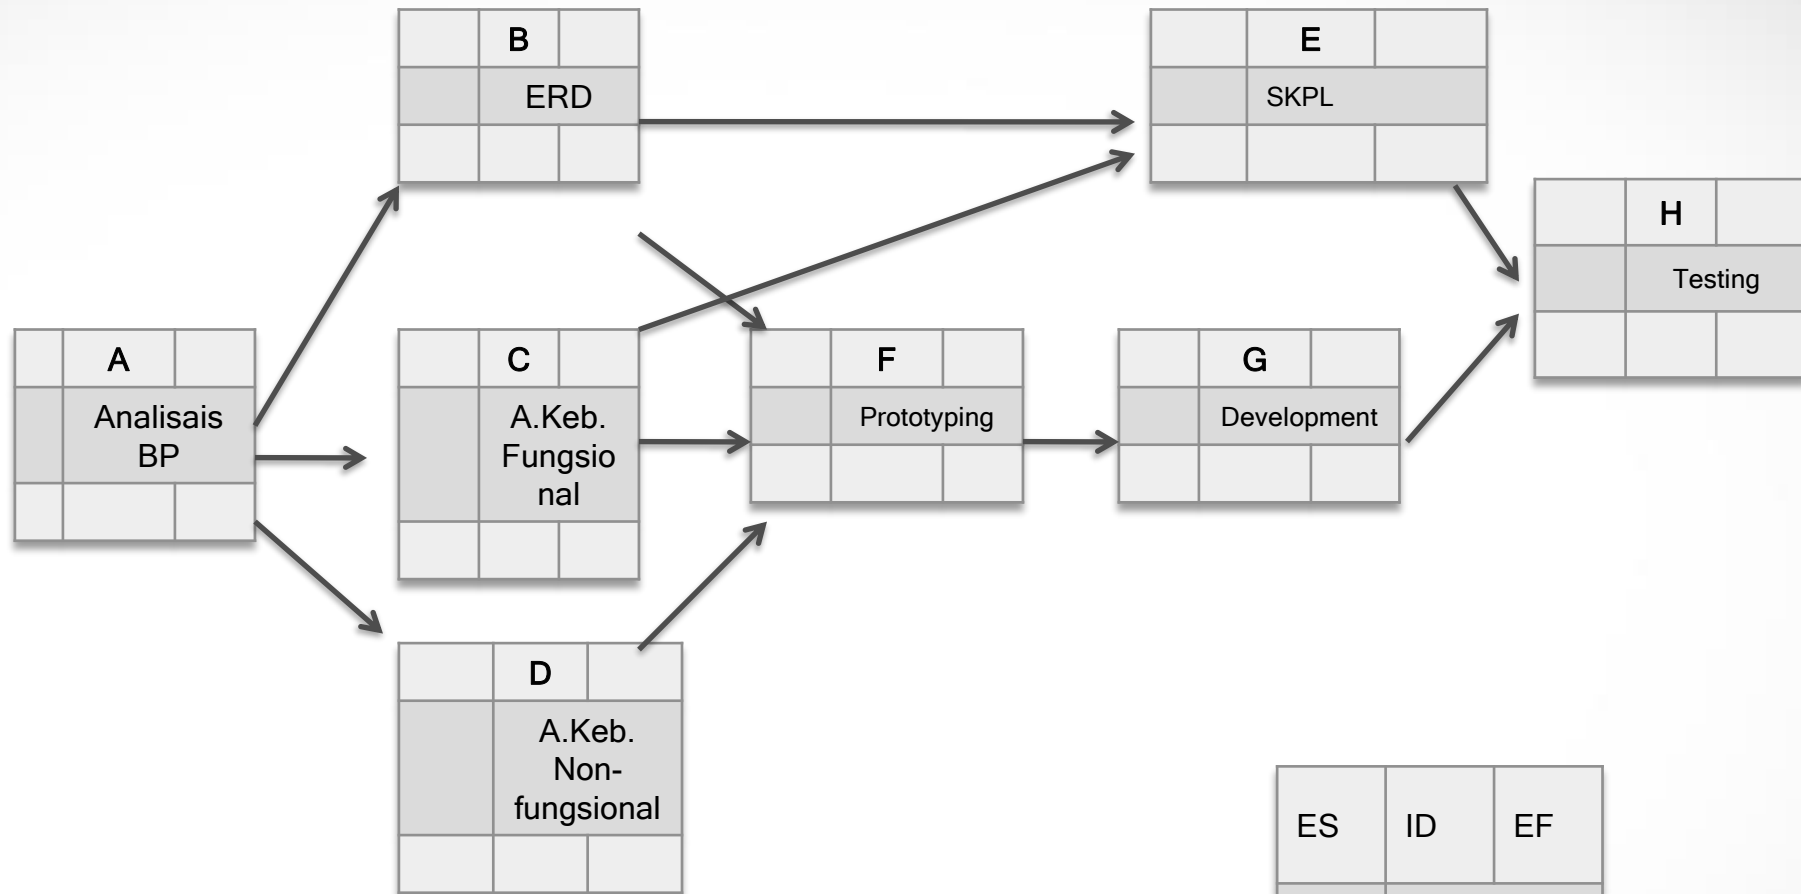 B
ERD
E
SKPL
H
Testing
A
Analisais
BP
C
A.Keb.
Fungsio
nal
F
Prototyping
G
Development
D
A.Keb.
Non-
fungsional
ES ID EF